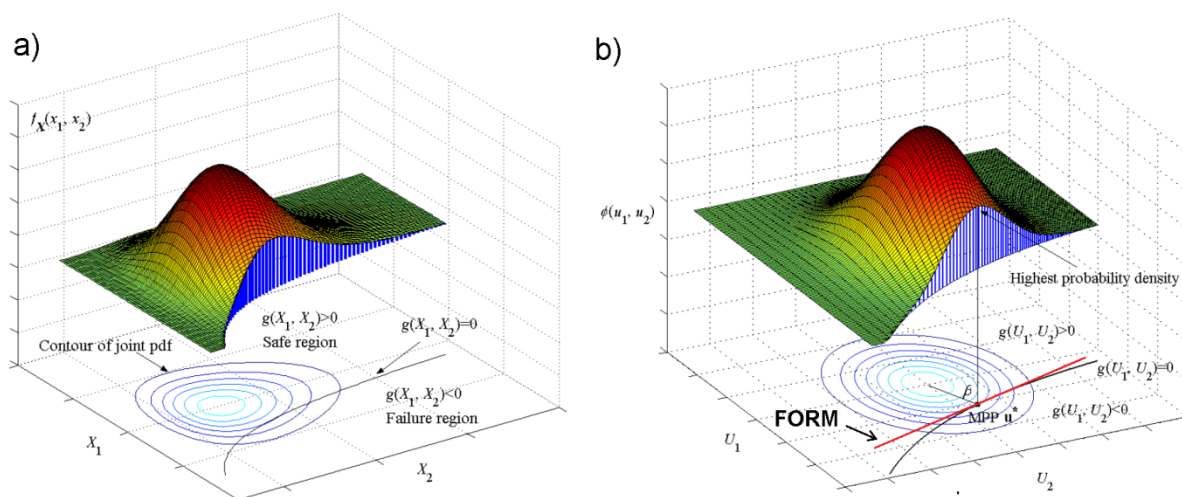 a)
f_X(x_1, x_2)
g(X_1, X_2)>0
Safe region
g(X_1, X_2)=0
Contour of joint pdf
g(X_1, X_2)<0
Failure region
X_1
X_2
b)
ϕ(u_1, u_2)
Highest probability density
g(U_1, U_2)>0
g(U_1, U_2)=0
β
MPP u*
g(U_1, U_2)<0
FORM
U_1
U_2